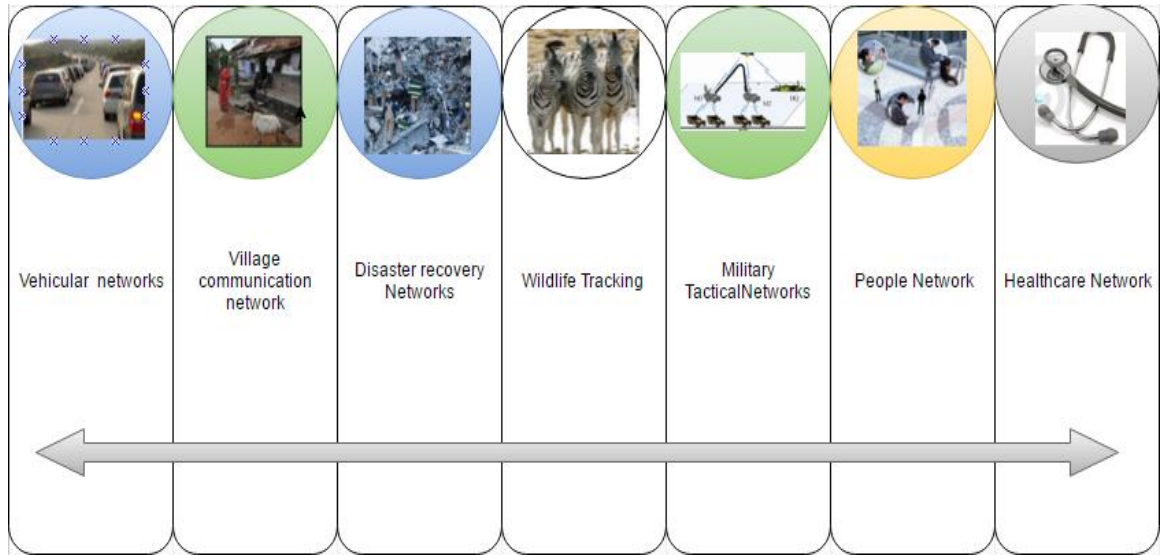 Vehicular networks
Village
communication
network
Disaster recovery
Networks
Wildlife Tracking
Military
TacticalNetworks
People Network
Healthcare Network